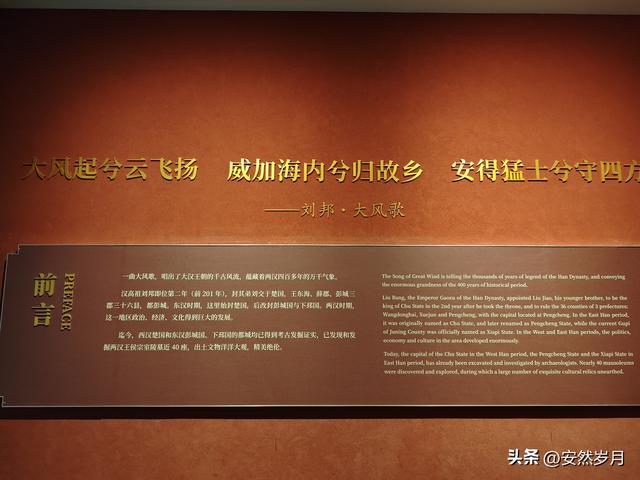 大风起兮云飞扬 威加海内兮归故乡 安得猛士兮守四方
——刘邦·大风歌
前言
PREFACE
一曲大风歌，唱出了大汉王朝的千古风流，蕴藏着两汉四百多年的万千气象。
汉高祖刘邦即位第二年（前201年），封其弟刘交于楚国，王东海、薛郡、彭城三
郡三十六县，都彭城。东汉时期，这里始封楚国，后改封彭城国与下邳国。两汉时期，
这一地区政治、经济、文化得到巨大的发展。
迄今，西汉楚国和东汉彭城国、下邳国的都城均已得到考古发掘证实，已发现和发
掘两汉王侯宗室陵墓近40座，出土文物洋洋大观，精美绝伦。
The Song of Great Wind is telling the thousands of years of legend of the Han Dynasty, and conveying
the enormous grandness of the 400 years of historical period.
Liu Bang, the Emperor Gaozu of the Han Dynasty, appointed Liu Jiao, his younger brother, to be the
king of Chu State in the 2nd year after he took the throne, and to rule the 36 counties of 3 prefectures:
Wangdonghai, Xuejun and Pengcheng, with the capital located at Pengcheng. In the East Han period,
it was originally named as Chu State, and later renamed as Pengcheng State, while the current Gupi
of Juning County was officially named as Xiapi State. In the West and East Han periods, the politics,
economy and culture in the area developed enormously.
Today, the capital of the Chu State in the West Han period, the Pengcheng State and the Xiapi State in
East Han period, has already been excavated and investigated by archaeologists. Nearly 40 mausoleums
were discovered and explored, during which a large number of exquisite cultural relics unearthed.
头条 @安然岁月